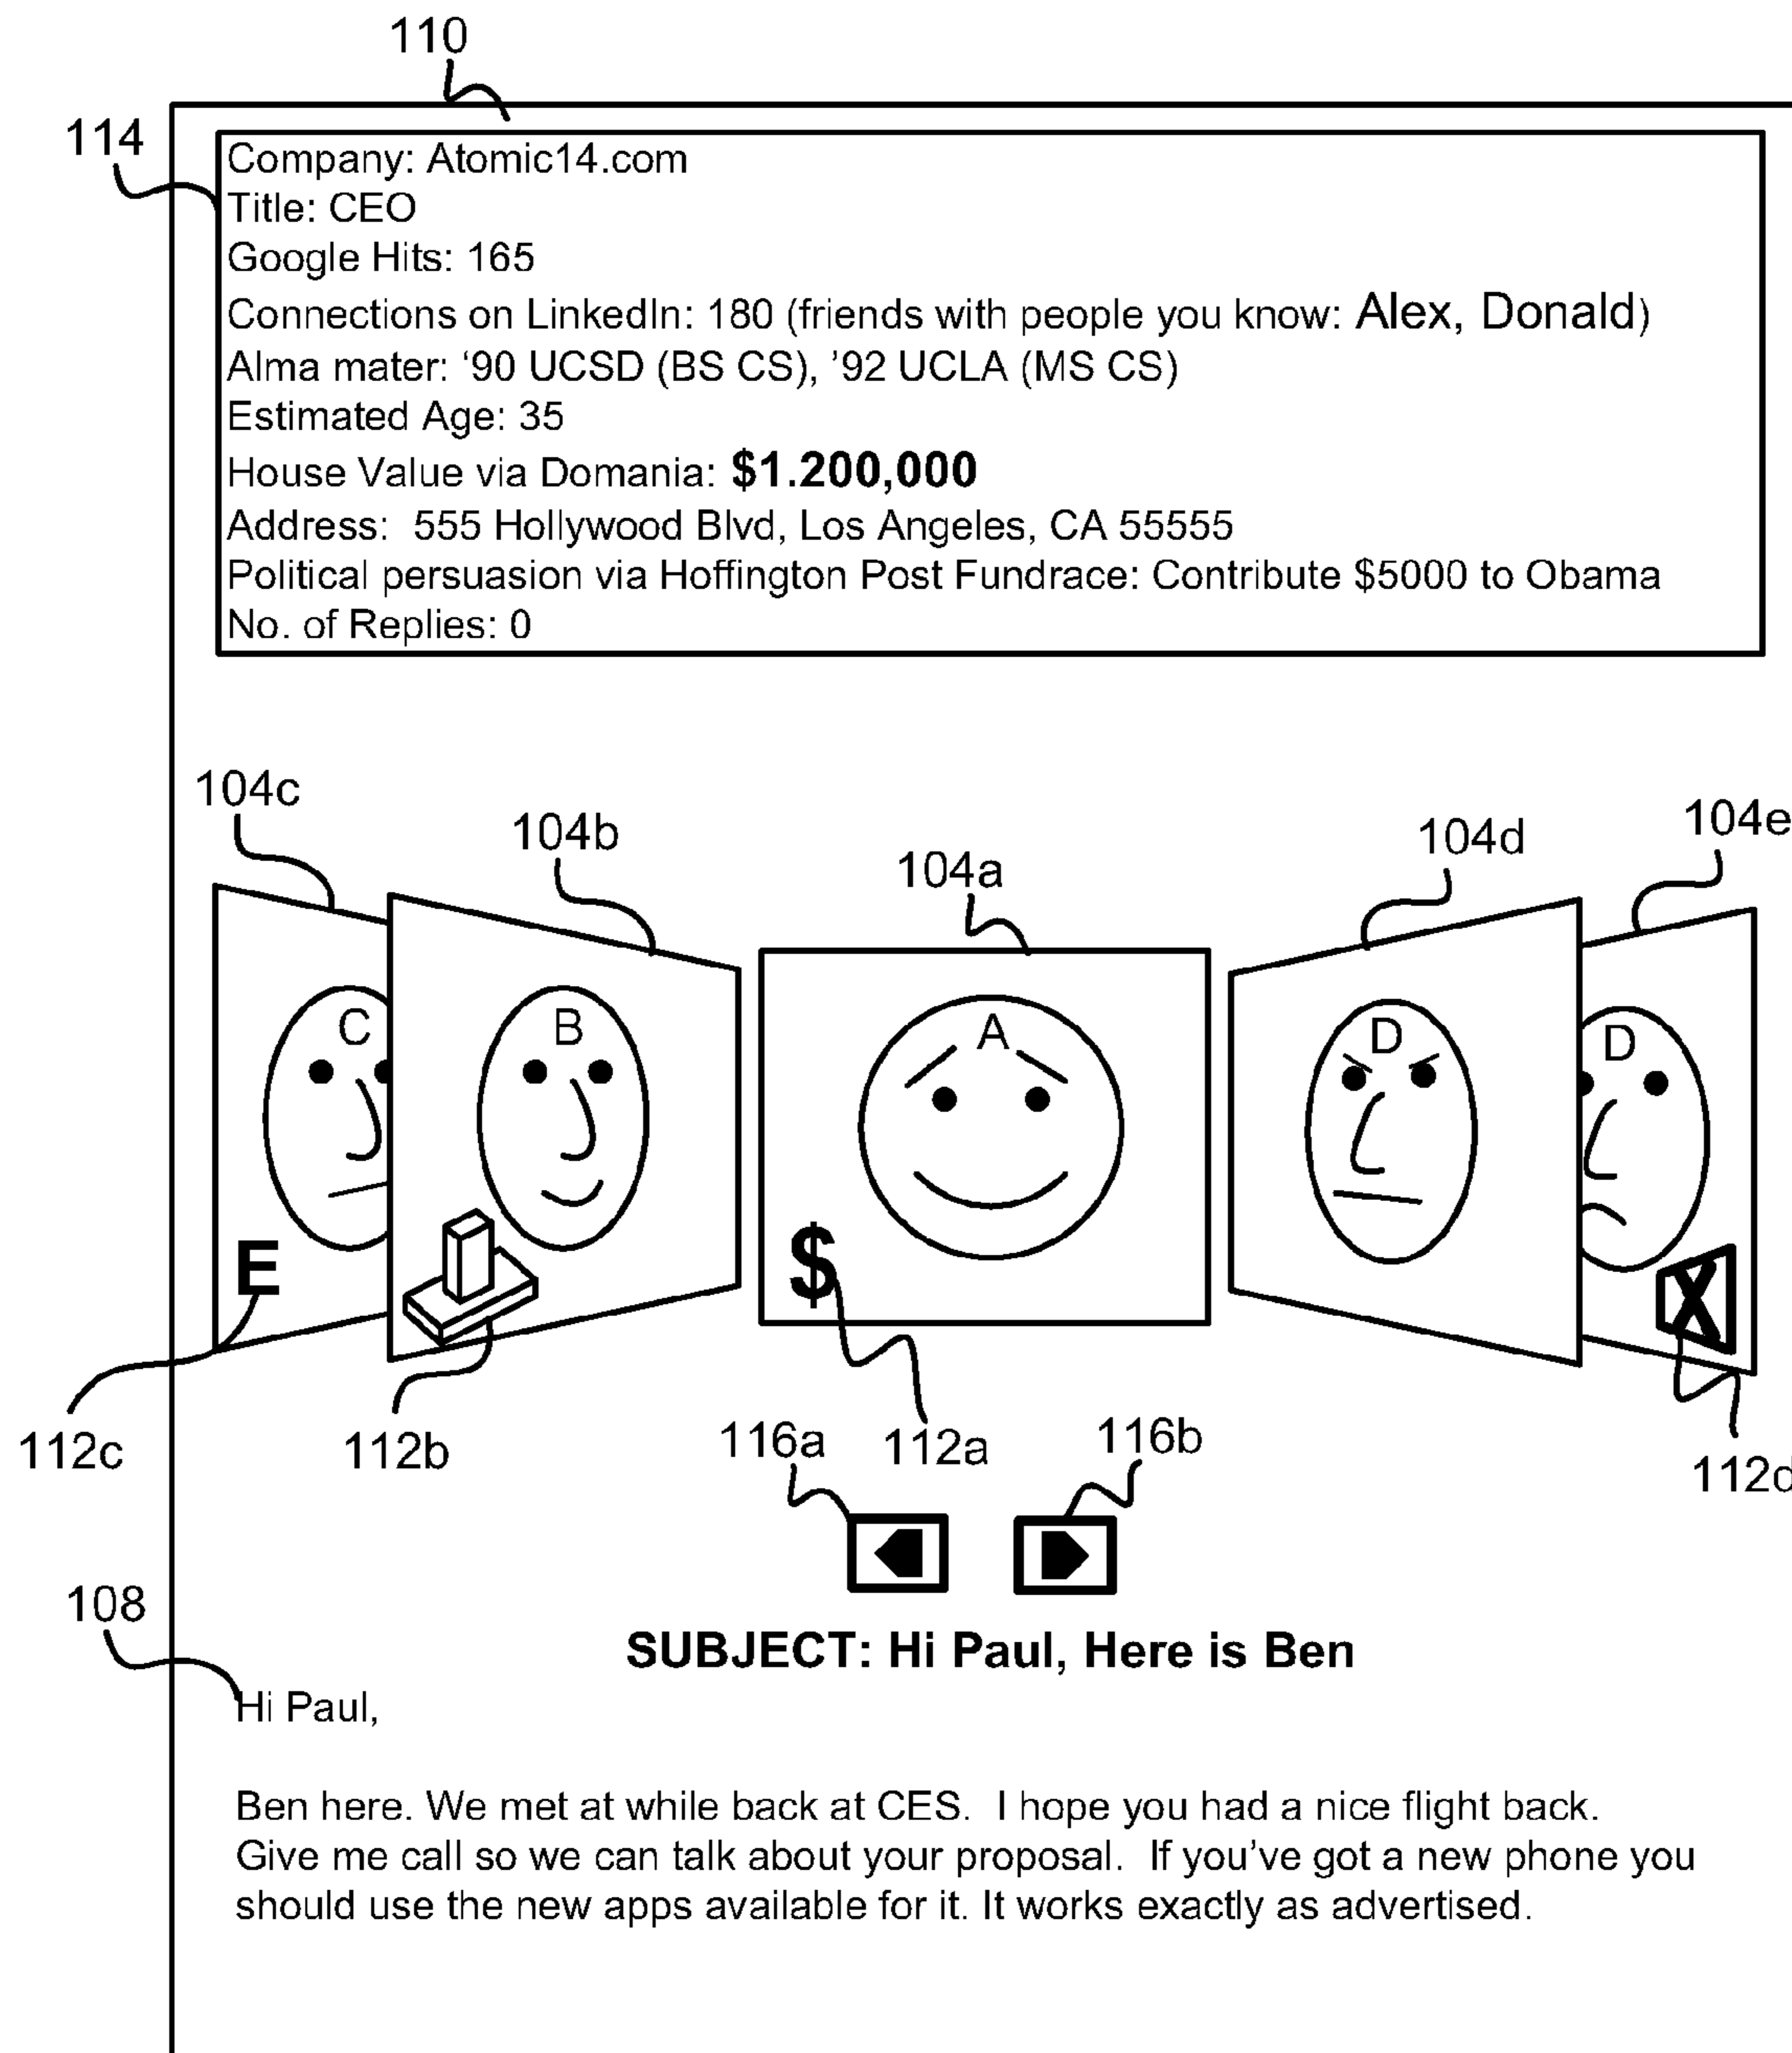 110
114
Company: Atomic14.com
Title: CEO
Google Hits: 165
Connections on LinkedIn: 180 (friends with people you know: Alex, Donald)
Alma mater: ‘90 UCSD (BS CS), ’92 UCLA (MS CS)
Estimated Age: 35
House Value via Domania: $1.200,000
Address: 555 Hollywood Blvd, Los Angeles, CA 55555
Political persuasion via Hoffington Post Fundrace: Contribute $5000 to Obama
No. of Replies: 0
104c
104b
104a
104d
104e
C
B
A
D
D
E
$
X
112c
112b
116a
112a
116b
112d
108
SUBJECT: Hi Paul, Here is Ben
Hi Paul,
Ben here. We met at while back at CES. I hope you had a nice flight back.
Give me call so we can talk about your proposal. If you’ve got a new phone you
should use the new apps available for it. It works exactly as advertised.